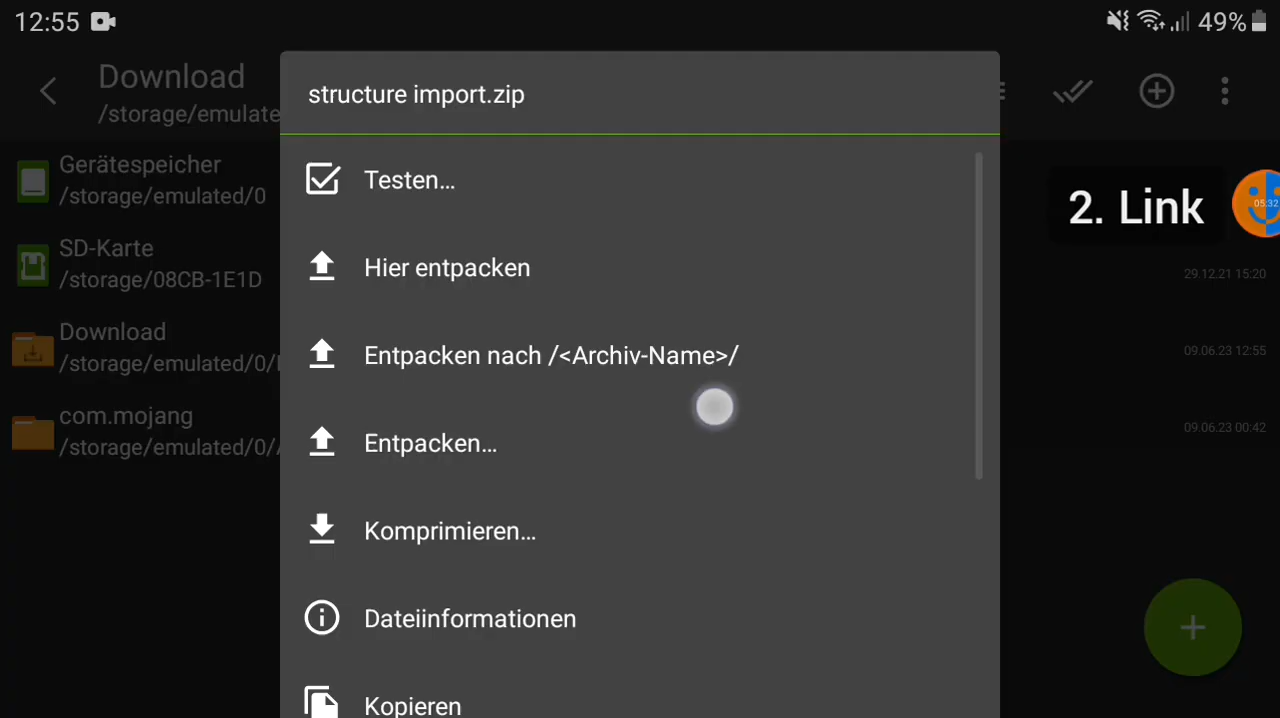 12:55
49%
Download
/storage/emulate
structure import.zip
Gerätespeicher
/storage/emulated/0
SD-Karte
/storage/08CB-1E1D
Download
/storage/emulated/0/
com.mojang
/storage/emulated/0/
Testen…
Hier entpacken
Entpacken nach /<Archiv-Name>/
Entpacken…
Komprimieren…
Dateiinformationen
Kopieren
2. Link
05:32
29.12.21 15:20
09.06.23 12:55
09.06.23 00:42